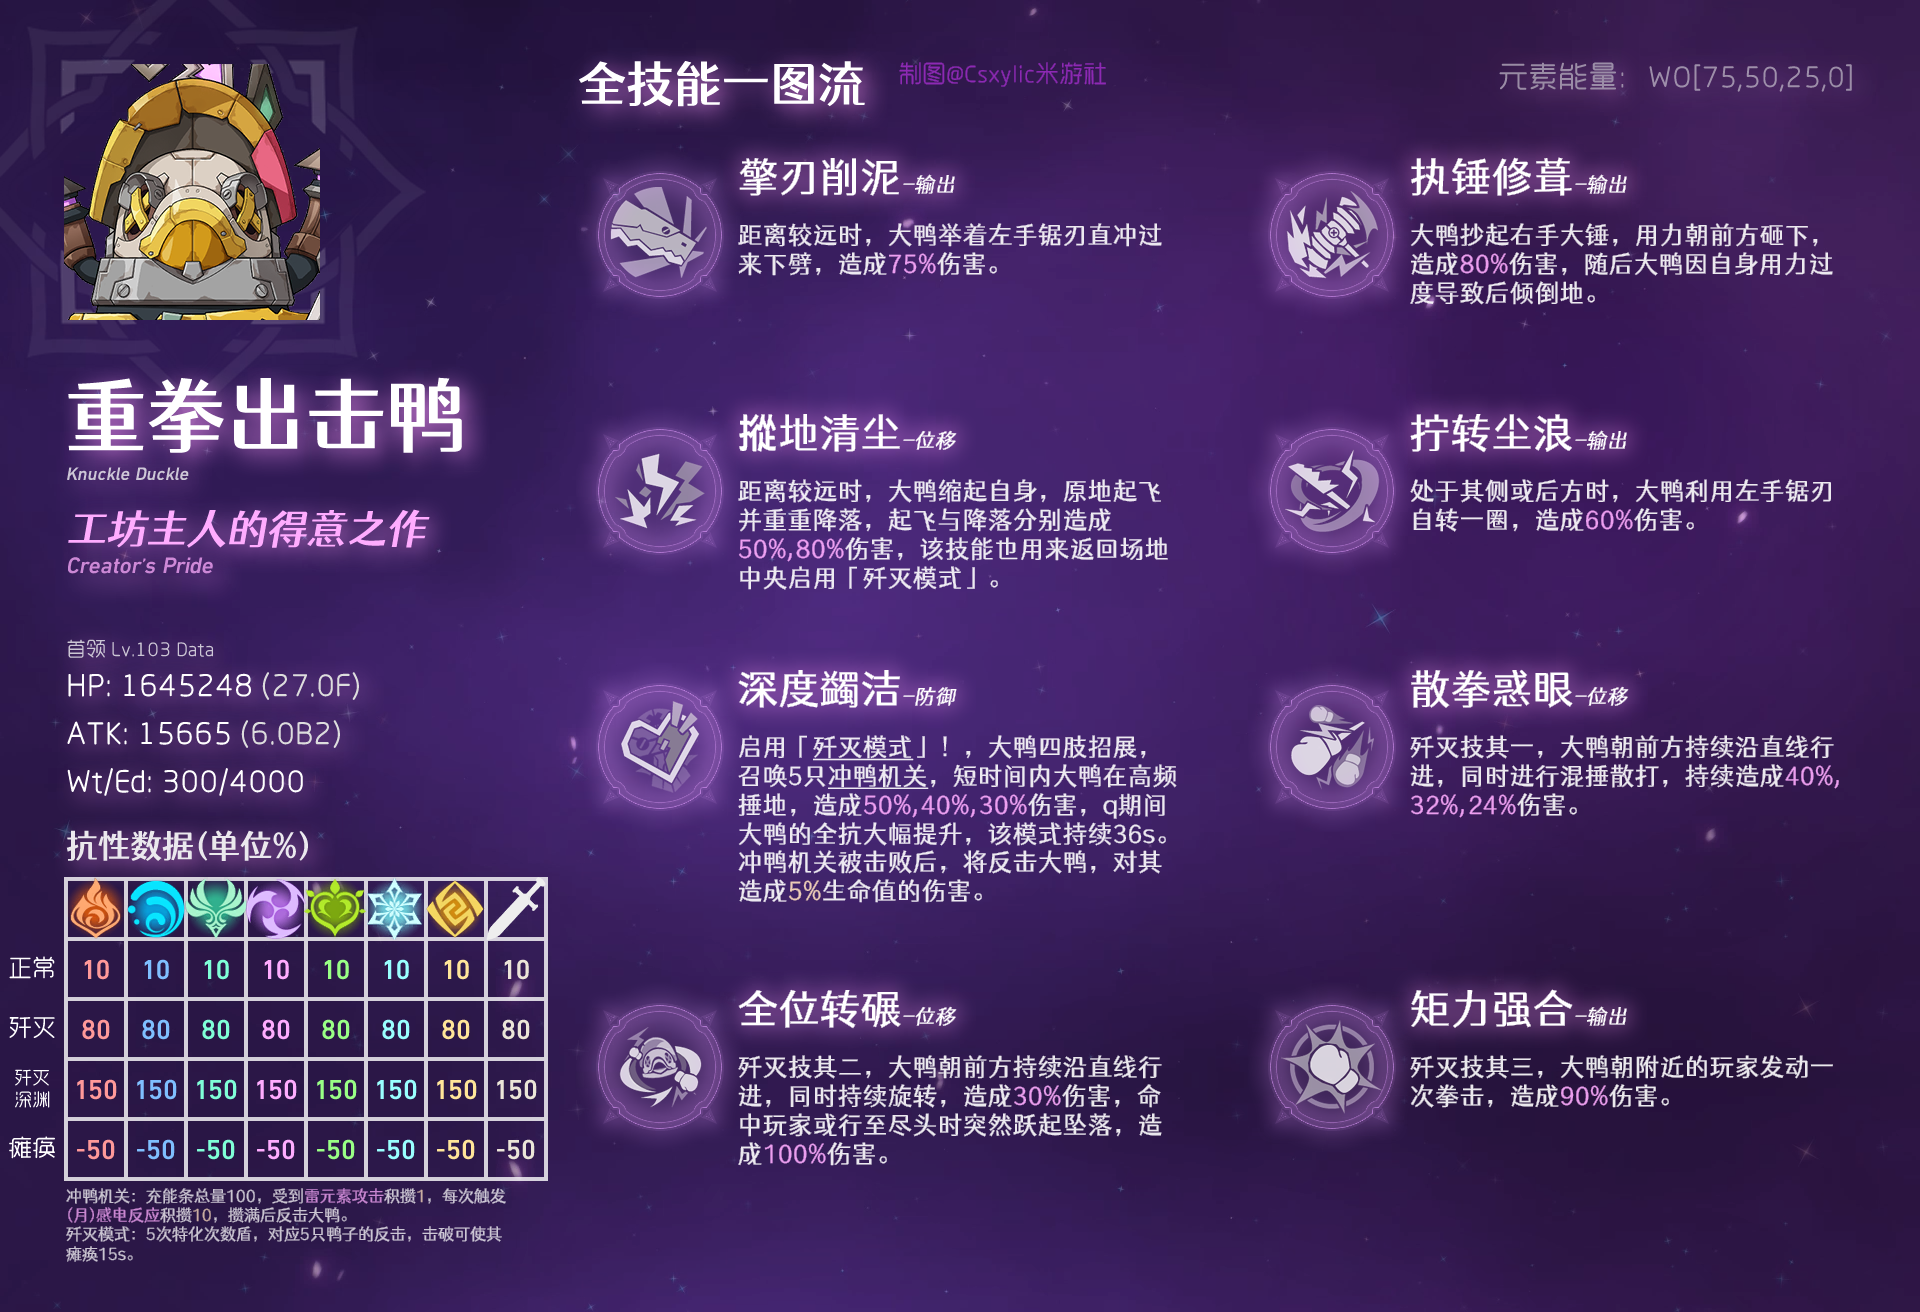 全技能一图流
制图@Csxylic米游社
元素能量: W0[75,50,25,0]
重拳出击鸭
Knuckle Duckle
工坊主人的得意之作
Creator's Pride
首领 Lv.103 Data
HP: 1645248 (27.0F)
ATK: 15665 (6.0B2)
Wt/Ed: 300/4000
抗性数据(单位%)
正常 10 10 10 10 10 10 10 10
歼灭 80 80 80 80 80 80 80 80
歼灭
深渊 150 150 150 150 150 150 150 150
瘫痪 -50 -50 -50 -50 -50 -50 -50 -50
冲鸭机关：充能条总量100，受到雷元素攻击积攒1，每次触发
(月)感电反应积攒10，攒满后反击大鸭。
歼灭模式：5次特化次数盾，对应5只鸭子的反击，击破可使其
瘫痪15s。
擎刃削泥-输出
距离较远时，大鸭举着左手锯刃直冲过
来下劈，造成75%伤害。
执锤修葺-输出
大鸭抄起右手大锤，用力朝前方砸下，
造成80%伤害，随后大鸭因自身用力过
度导致后倾倒地。
摐地清尘-位移
距离较远时，大鸭缩起自身，原地起飞
并重重降落，起飞与降落分别造成
50%,80%伤害，该技能也用来返回场地
中央启用「歼灭模式」。
拧转尘浪-输出
处于其侧或后方时，大鸭利用左手锯刃
自转一圈，造成60%伤害。
深度蠲洁-防御
启用「歼灭模式」！，大鸭四肢招展，
召唤5只冲鸭机关，短时间内大鸭在高频
捶地，造成50%,40%,30%伤害，q期间
大鸭的全抗大幅提升，该模式持续36s。
冲鸭机关被击败后，将反击大鸭，对其
造成5%生命值的伤害。
散拳惑眼-位移
歼灭技其一，大鸭朝前方持续沿直线行
进，同时进行混捶散打，持续造成40%,
32%,24%伤害。
全位转碾-位移
歼灭技其二，大鸭朝前方持续沿直线行
进，同时持续旋转，造成30%伤害，命
中玩家或行至尽头时突然跃起坠落，造
成100%伤害。
矩力强合-输出
歼灭技其三，大鸭朝附近的玩家发动一
次拳击，造成90%伤害。